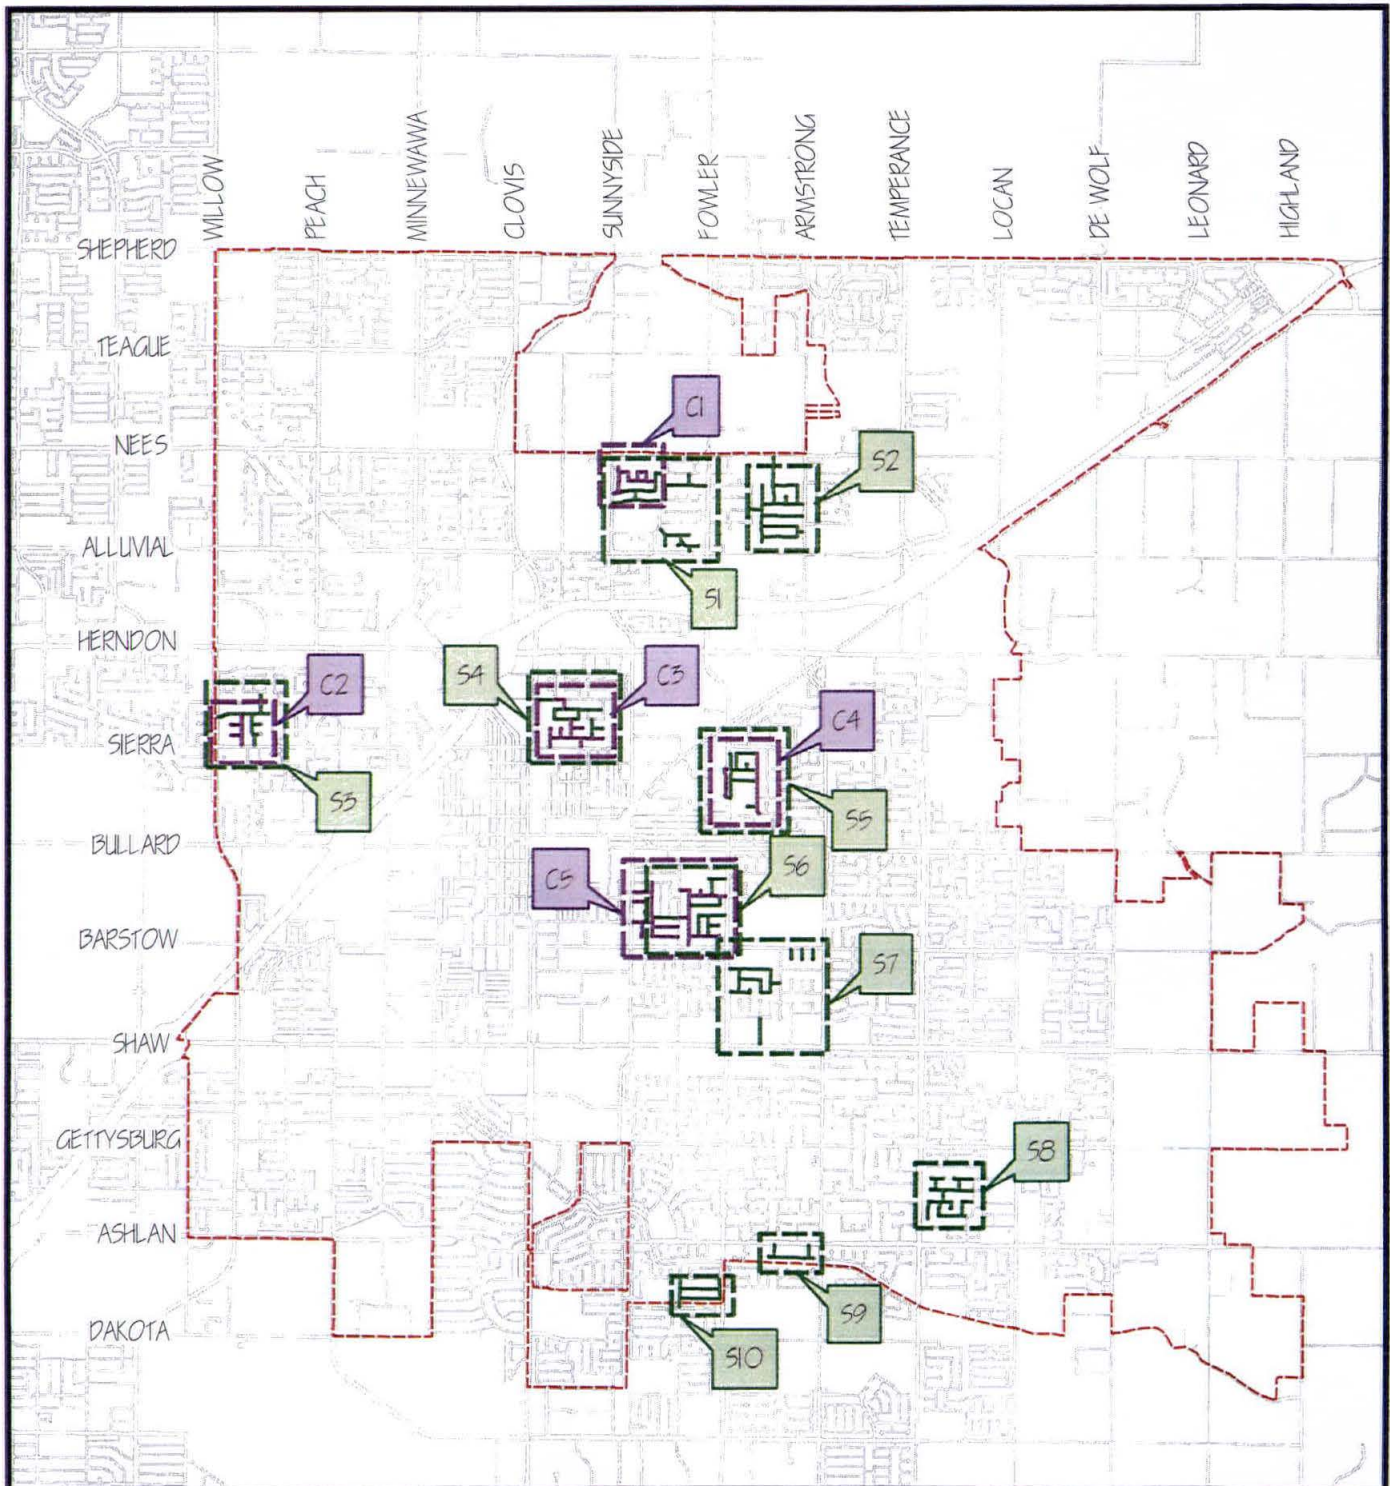 WILLOW
PEACH
MINNEWAWA
CLOVIS
SUNNYSIDE
FOWLER
ARMSTRONG
TEMPERANCE
LOCAN
DE WOLF
LEONARD
HIGHLAND
SHEPHERD
TEAGUE
C1
NEES
S2
ALLUVIAL
S1
HERNDON
C2
S4
C3
C4
SIERRA
S3
S5
BULLARD
C5
S6
BARSTOW
S7
SHAW
GETTYSBURG
S8
ASHLAN
S9
DAKOTA
S10